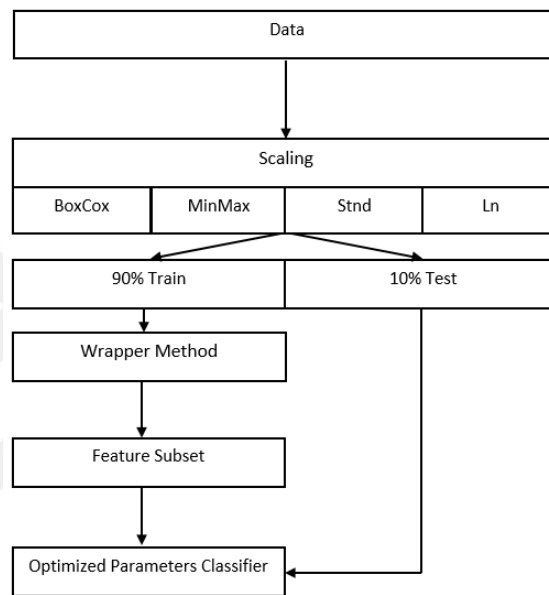 Data
Scaling
BoxCox MinMax Stnd Ln
90% Train 10% Test
Wrapper Method
Feature Subset
Optimized Parameters Classifier